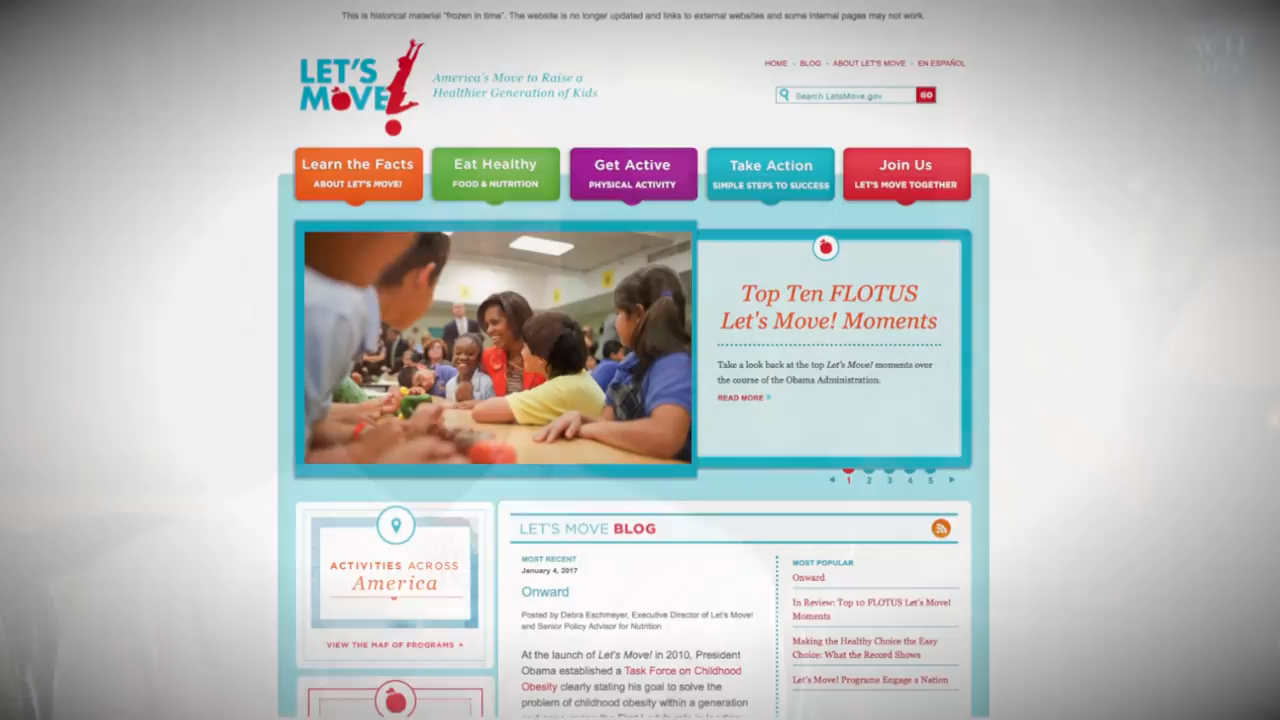 This is historical material "frozen in time". The website is no longer updated and links to external websites and some internal pages may not work.
LET'S
MOVE!
America's Move to Raise a
Healthier Generation of Kids
HOME - BLOG - ABOUT LET'S MOVE - EN ESPAÑOL
Search LetsMove.gov GO
Learn the Facts
ABOUT LET'S MOVE!
Eat Healthy
FOOD & NUTRITION
Get Active
PHYSICAL ACTIVITY
Take Action
SIMPLE STEPS TO SUCCESS
Join Us
LET'S MOVE TOGETHER
Top Ten FLOTUS
Let's Move! Moments
Take a look back at the top Let's Move! moments over
the course of the Obama Administration.
READ MORE
1 2 3 4 5
ACTIVITIES ACROSS
America
VIEW THE MAP OF PROGRAMS
LET'S MOVE BLOG
MOST RECENT
January 4, 2017
Onward
Posted by Debra Eschmeyer, Executive Director of Let's Move!
and Senior Policy Advisor for Nutrition
At the launch of Let's Move! in 2010, President
Obama established a Task Force on Childhood
Obesity clearly stating his goal to solve the
problem of childhood obesity within a generation
MOST POPULAR
Onward
In Review: Top 10 FLOTUS Let's Move!
Moments
Making the Healthy Choice the Easy
Choice: What the Record Shows
Let's Move! Programs Engage a Nation